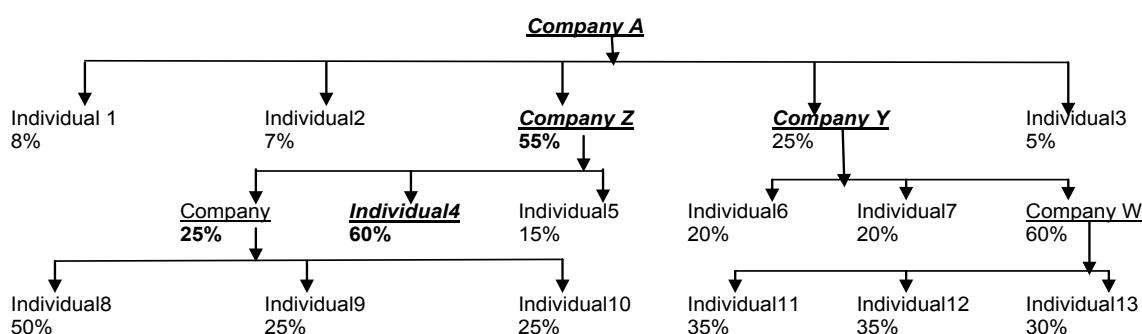 Company A
Individual 1 Individual2 Company Z Company Y Individual3
8% 7% 55% 25% 5%
Company Individual4 Individual5 Individual6 Individual7 Company W
25% 60% 15% 20% 20% 60%
Individual8 Individual9 Individual10 Individual11 Individual12 Individual13
50% 25% 25% 35% 35% 30%